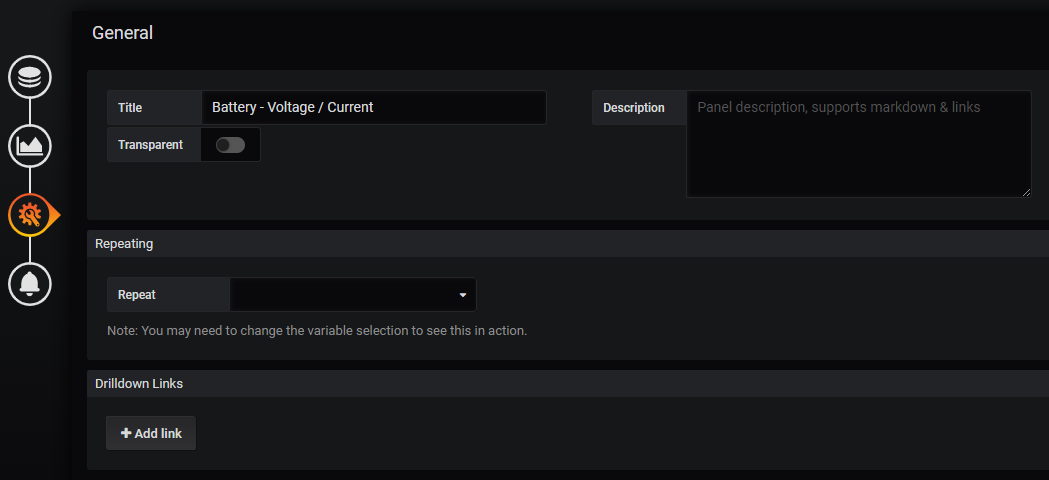 General
Title
Battery - Voltage / Current
Description
Panel description, supports markdown & links
Transparent
Repeating
Repeat
Note: You may need to change the variable selection to see this in action.
Drilldown Links
+ Add link